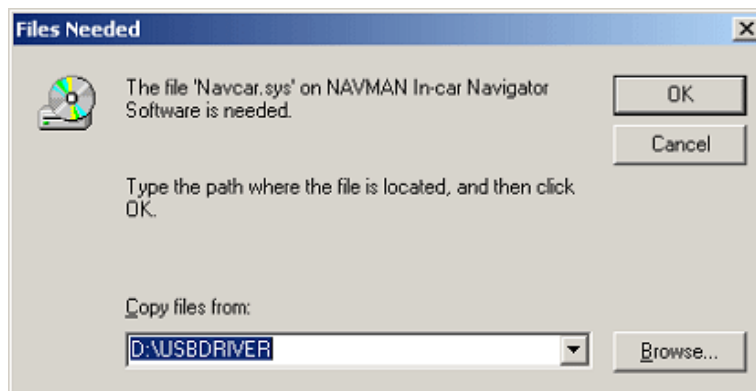 Files Needed
The file 'Navcar.sys' on NAVMAN In-car Navigator
Software is needed.
OK
Cancel
Type the path where the file is located, and then click
OK.
Copy files from:
D:\USBDRIVER
Browse...